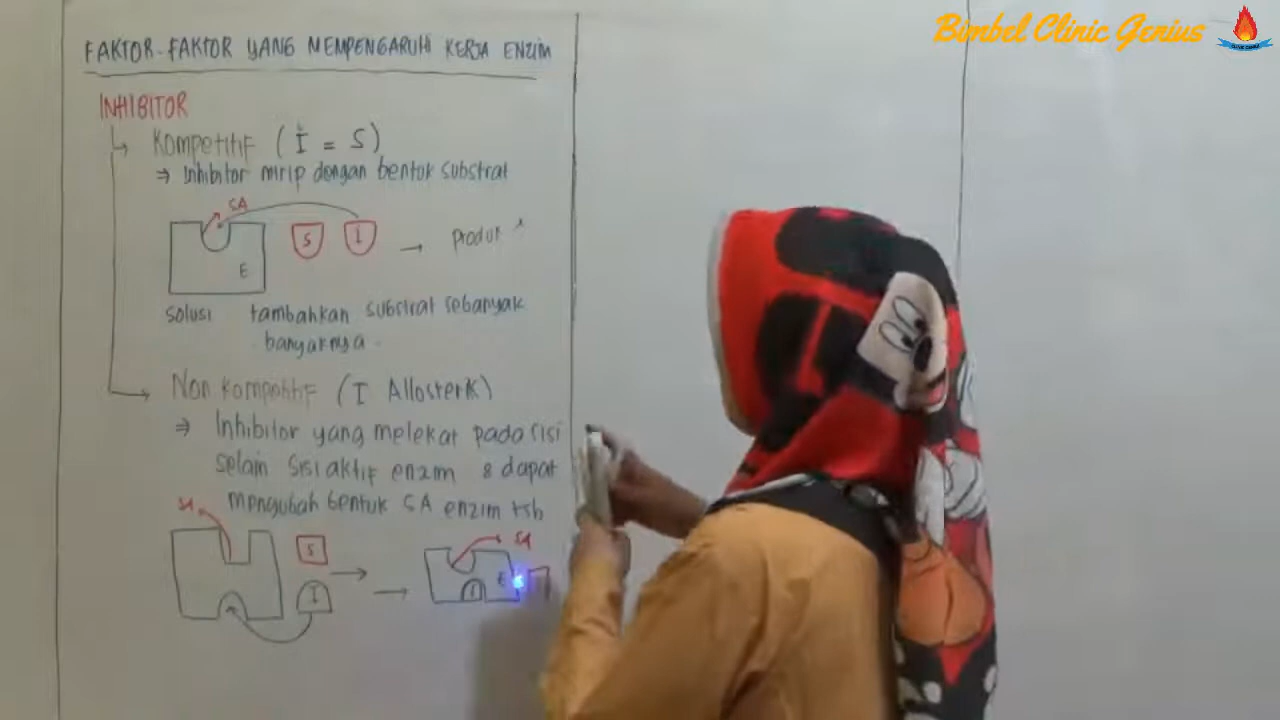 Bimbel Clinic Genius
CLINIC GENIUS
FAKTOR-FAKTOR YANG MEMPENGARUHI KERJA ENZIM
INHIBITOR
Kompetitif (I = S)
⇒ Inhibitor mirip dengan bentuk substrat
SA
S I → Produk
E
Solusi tambahkan substrat sebanyak
banyaknya
Non Kompetitif (I Allosterik)
⇒ Inhibitor yang melekat pada sisi
selain sisi aktif enzim & dapat
mengubah bentuk SA enzim tsb
SA
SA
S
E
I
I